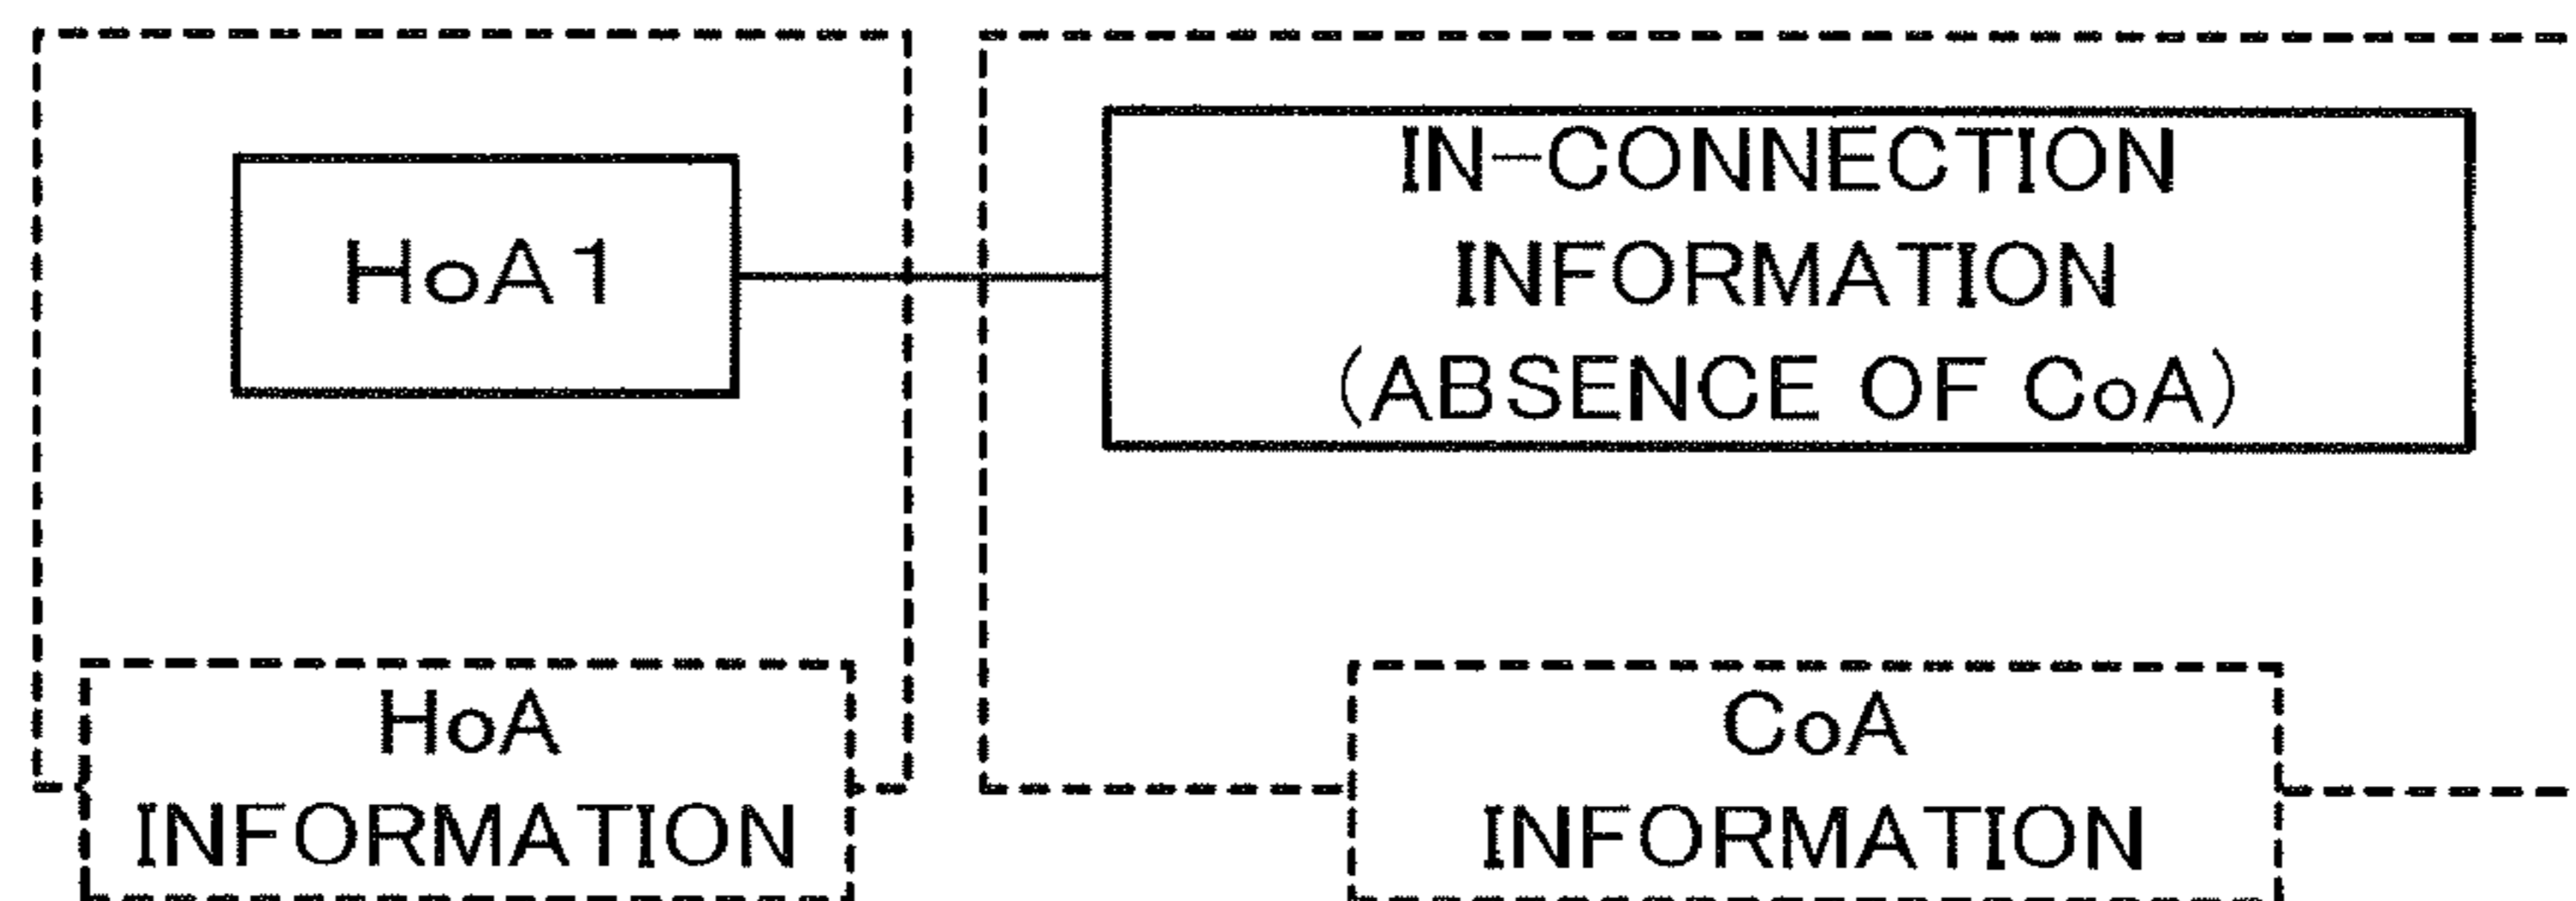 HoA1
IN-CONNECTION
INFORMATION
(ABSENCE OF CoA)
HoA
INFORMATION
CoA
INFORMATION